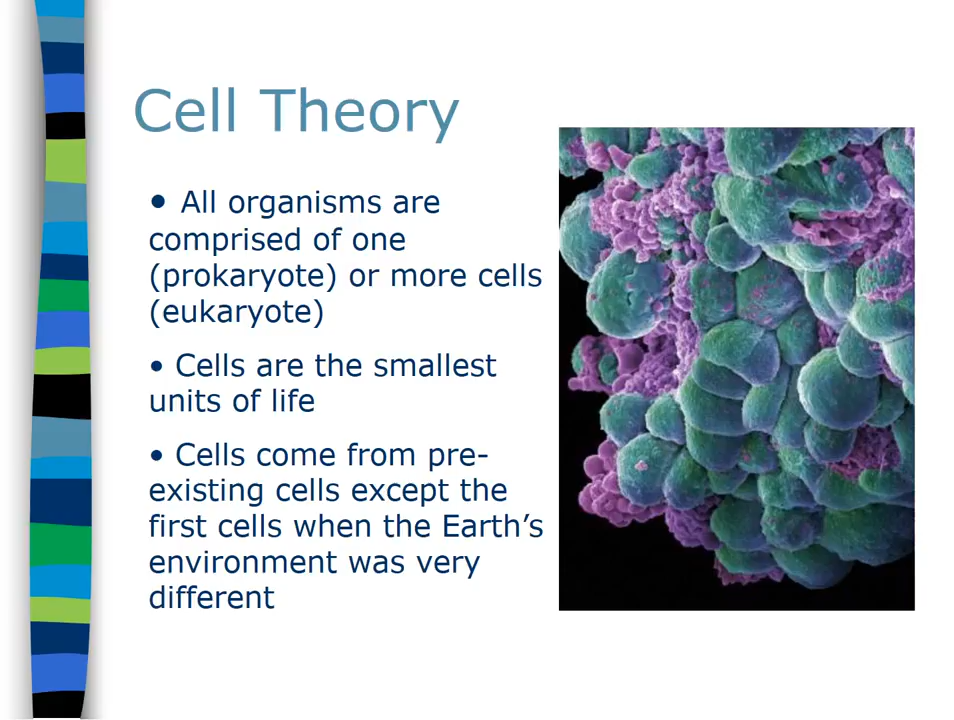 Cell Theory
• All organisms are
comprised of one
(prokaryote) or more cells
(eukaryote)
• Cells are the smallest
units of life
• Cells come from pre-
existing cells except the
first cells when the Earth’s
environment was very
different